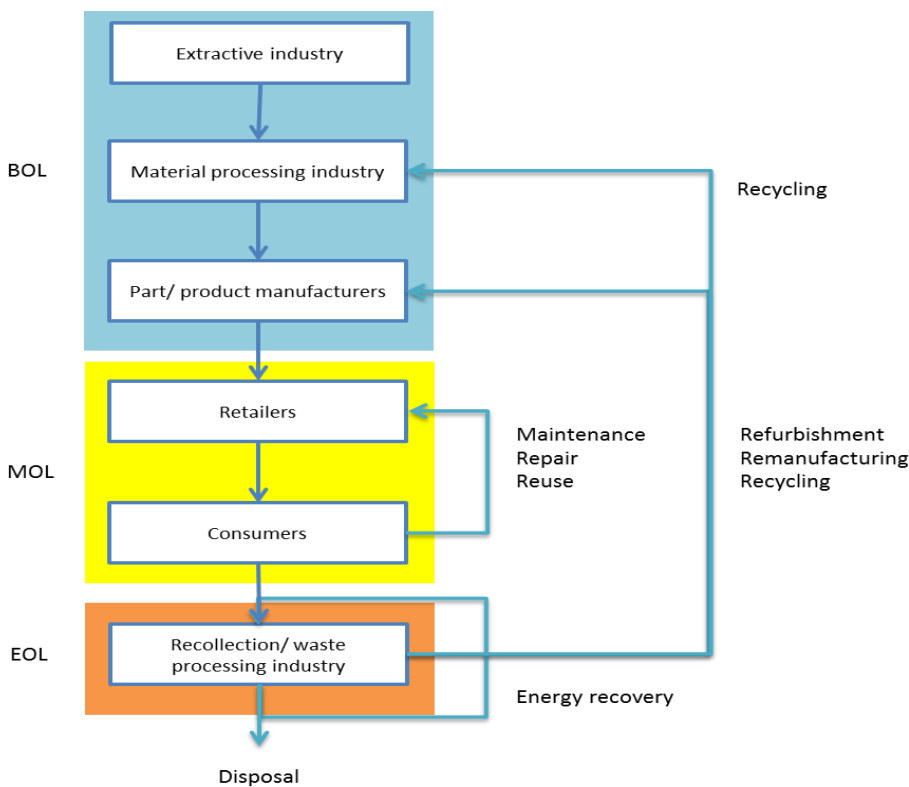 Extractive industry
BOL
Material processing industry
Recycling
Part/ product manufacturers
Retailers
Maintenance
Repair
Reuse
Refurbishment
Remanufacturing
Recycling
MOL
Consumers
EOL
Recollection/ waste
processing industry
Energy recovery
Disposal